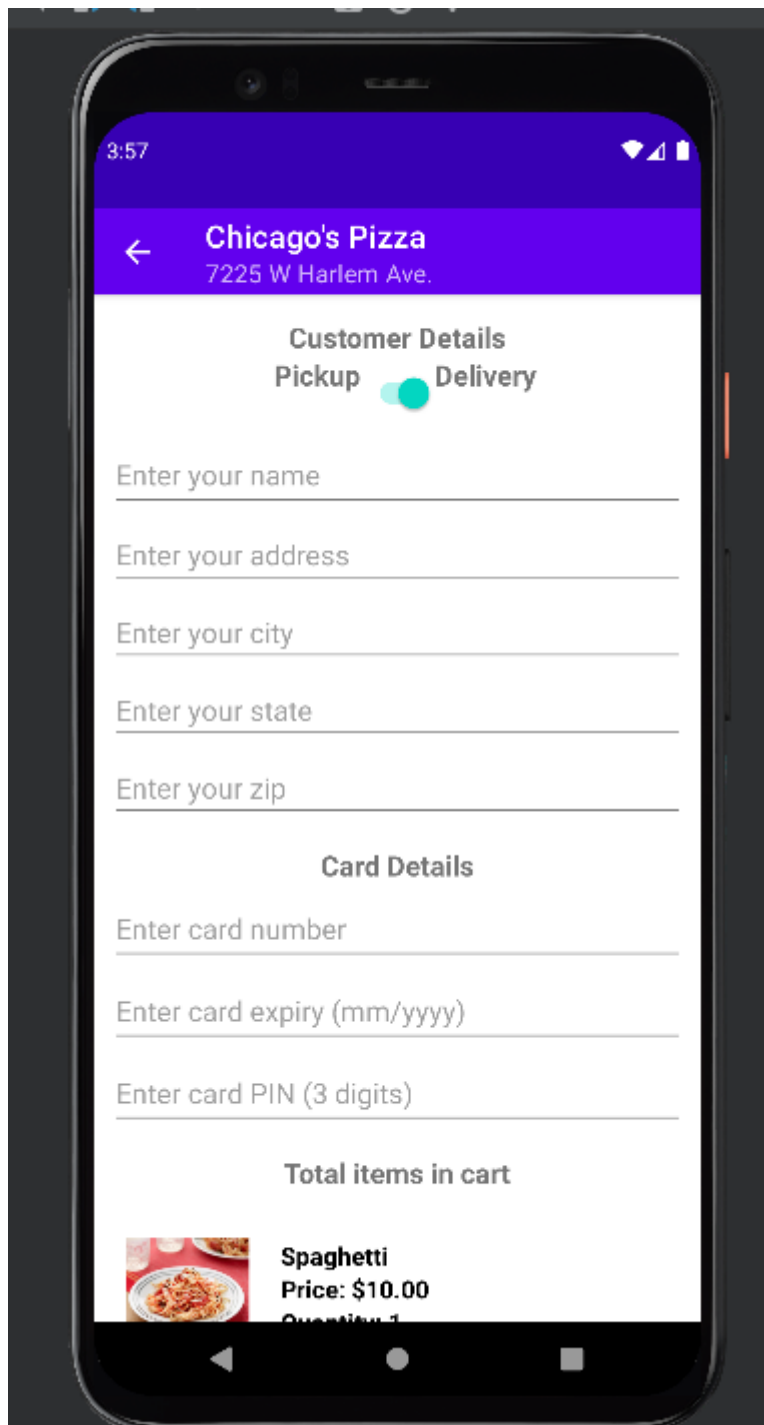 3:57
Chicago's Pizza
7225 W Harlem Ave.
Customer Details
Pickup Delivery
Enter your name
Enter your address
Enter your city
Enter your state
Enter your zip
Card Details
Enter card number
Enter card expiry (mm/yyyy)
Enter card PIN (3 digits)
Total items in cart
Spaghetti
Price: $10.00
Quantity: 1